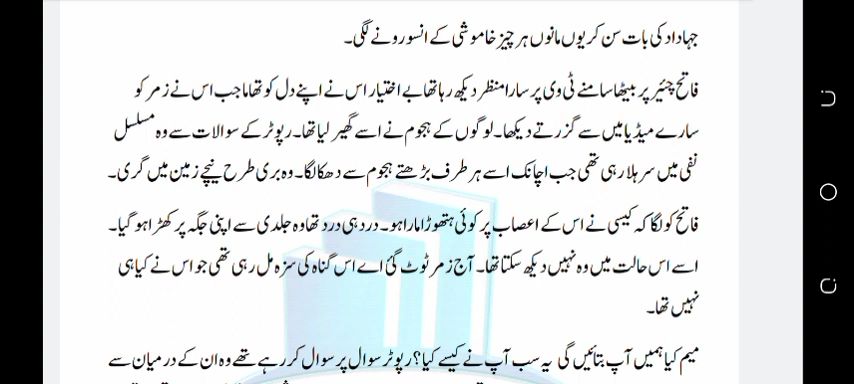 جہاداد کی بات سن کر یوں مانوں ہر چیز خاموشی کے انسو رونے لگی۔
فاتح چئیر پر بیٹھا سامنے ٹی وی پر سارا منظر دیکھ رہا تھا بے اختیار اس نے اپنے دل کو تھاما جب اس نے زمر کو
سارے میڈیا میں سے گزرتے دیکھا۔ لوگوں کے ہجوم نے اسے گھیر لیا تھا۔ رپوٹر کے سوالات سے وہ مسلسل
نفی میں سر ہلا رہی تھی جب اچانک اسے ہر طرف بڑھتے ہجوم سے دھکا لگا۔ وہ بری طرح نیچے زمین میں گری۔
فاتح کو لگا کہ کیسی نے اس کے اعصاب پر کوئی ہتھوڑا مارا ہو۔ درد ہی درد تھا وہ جلدی سے اپنی جگہ پر کھڑا ہو گیا۔
اسے اس حالت میں وہ نہیں دیکھ سکتا تھا۔ آج زمر ٹوٹ گئ اے اس گناہ کی سزہ مل رہی تھی جو اس نے کیا ہی
نہیں تھا۔
میم کیا ہمیں آپ بتائیں گی یہ سب آپ نے کیسے کیا؟ رپوٹر سوال پر سوال کر رہے تھے وہ ان کے درمیان سے